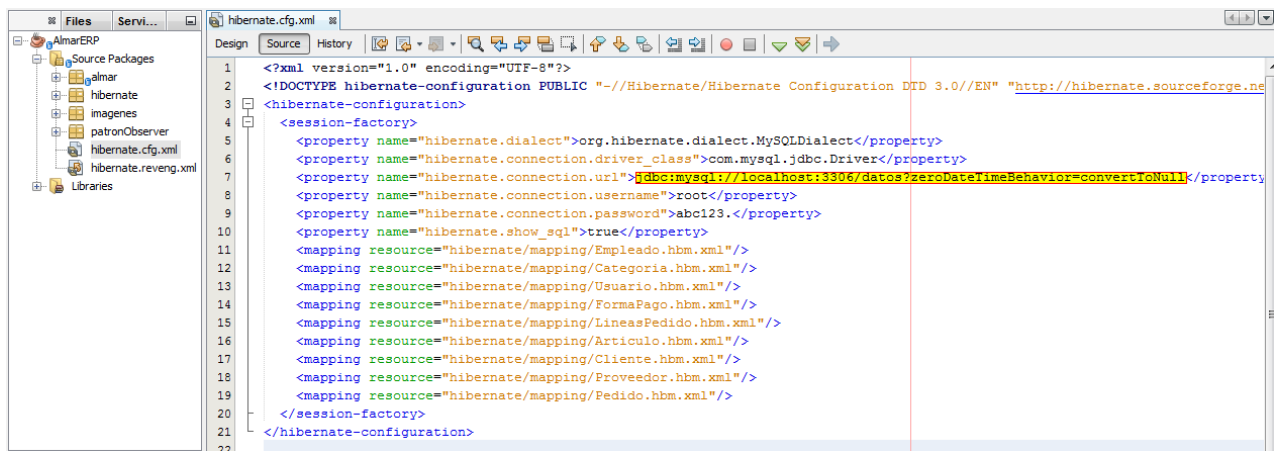 Files Servi...
AlmarERP
Source Packages
almar
hibernate
imagenes
patronObserver
hibernate.cfg.xml
hibernate.reveng.xml
Libraries
hibernate.cfg.xml
Design Source History
1 <?xml version="1.0" encoding="UTF-8"?>
2 <!DOCTYPE hibernate-configuration PUBLIC "-//Hibernate/Hibernate Configuration DTD 3.0//EN" "http://hibernate.sourceforge.ne
3 <hibernate-configuration>
4 <session-factory>
5 <property name="hibernate.dialect">org.hibernate.dialect.MySQLDialect</property>
6 <property name="hibernate.connection.driver_class">com.mysql.jdbc.Driver</property>
7 <property name="hibernate.connection.url">jdbc:mysql://localhost:3306/datos?zeroDateTimeBehavior=convertToNull</property
8 <property name="hibernate.connection.username">root</property>
9 <property name="hibernate.connection.password">abc123.</property>
10 <property name="hibernate.show_sql">true</property>
11 <mapping resource="hibernate/mapping/Empleado.hbm.xml"/>
12 <mapping resource="hibernate/mapping/Categoria.hbm.xml"/>
13 <mapping resource="hibernate/mapping/Usuario.hbm.xml"/>
14 <mapping resource="hibernate/mapping/FormaPago.hbm.xml"/>
15 <mapping resource="hibernate/mapping/LineasPedido.hbm.xml"/>
16 <mapping resource="hibernate/mapping/Articulo.hbm.xml"/>
17 <mapping resource="hibernate/mapping/Cliente.hbm.xml"/>
18 <mapping resource="hibernate/mapping/Proveedor.hbm.xml"/>
19 <mapping resource="hibernate/mapping/Pedido.hbm.xml"/>
20 </session-factory>
21 </hibernate-configuration>
22